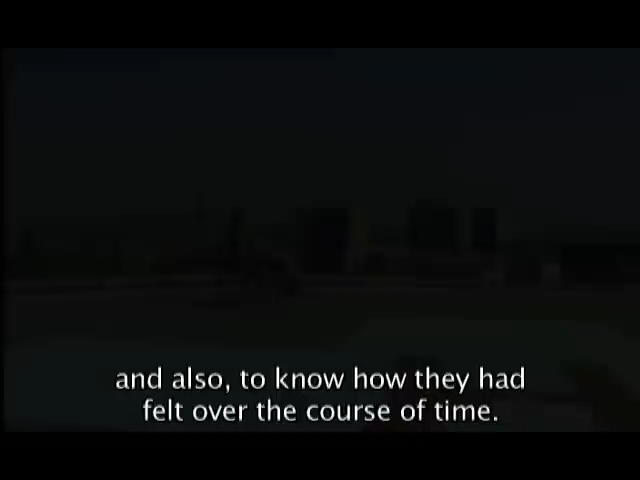 and also, to know how they had
felt over the course of time.